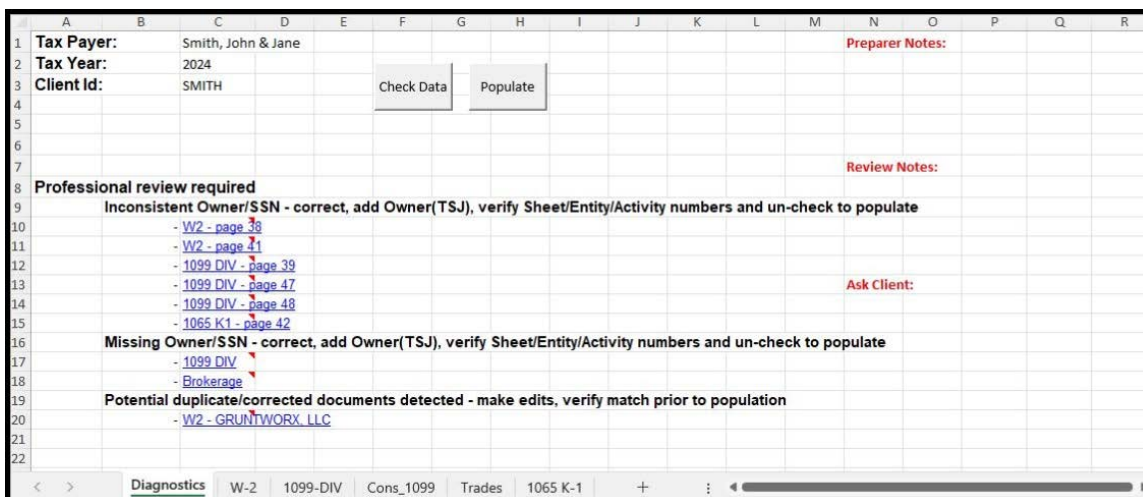 A B C D E F G H I J K L M N O P Q R
1 Tax Payer: Smith, John & Jane Preparer Notes:
2 Tax Year: 2024
3 Client Id: SMITH Check Data Populate
4
5
6
7 Review Notes:
8 Professional review required
9 Inconsistent Owner/SSN - correct, add Owner(TSJ), verify Sheet/Entity/Activity numbers and un-check to populate
10 - W2 - page 38
11 - W2 - page 41
12 - 1099 DIV - page 39
13 - 1099 DIV - page 47 Ask Client:
14 - 1099 DIV - page 48
15 - 1065 K1 - page 42
16 Missing Owner/SSN - correct, add Owner(TSJ), verify Sheet/Entity/Activity numbers and un-check to populate
17 - 1099 DIV
18 - Brokerage
19 Potential duplicate/corrected documents detected - make edits, verify match prior to population
20 - W2 - GRUNTWORX, LLC
21
22
Diagnostics W-2 1099-DIV Cons_1099 Trades 1065 K-1